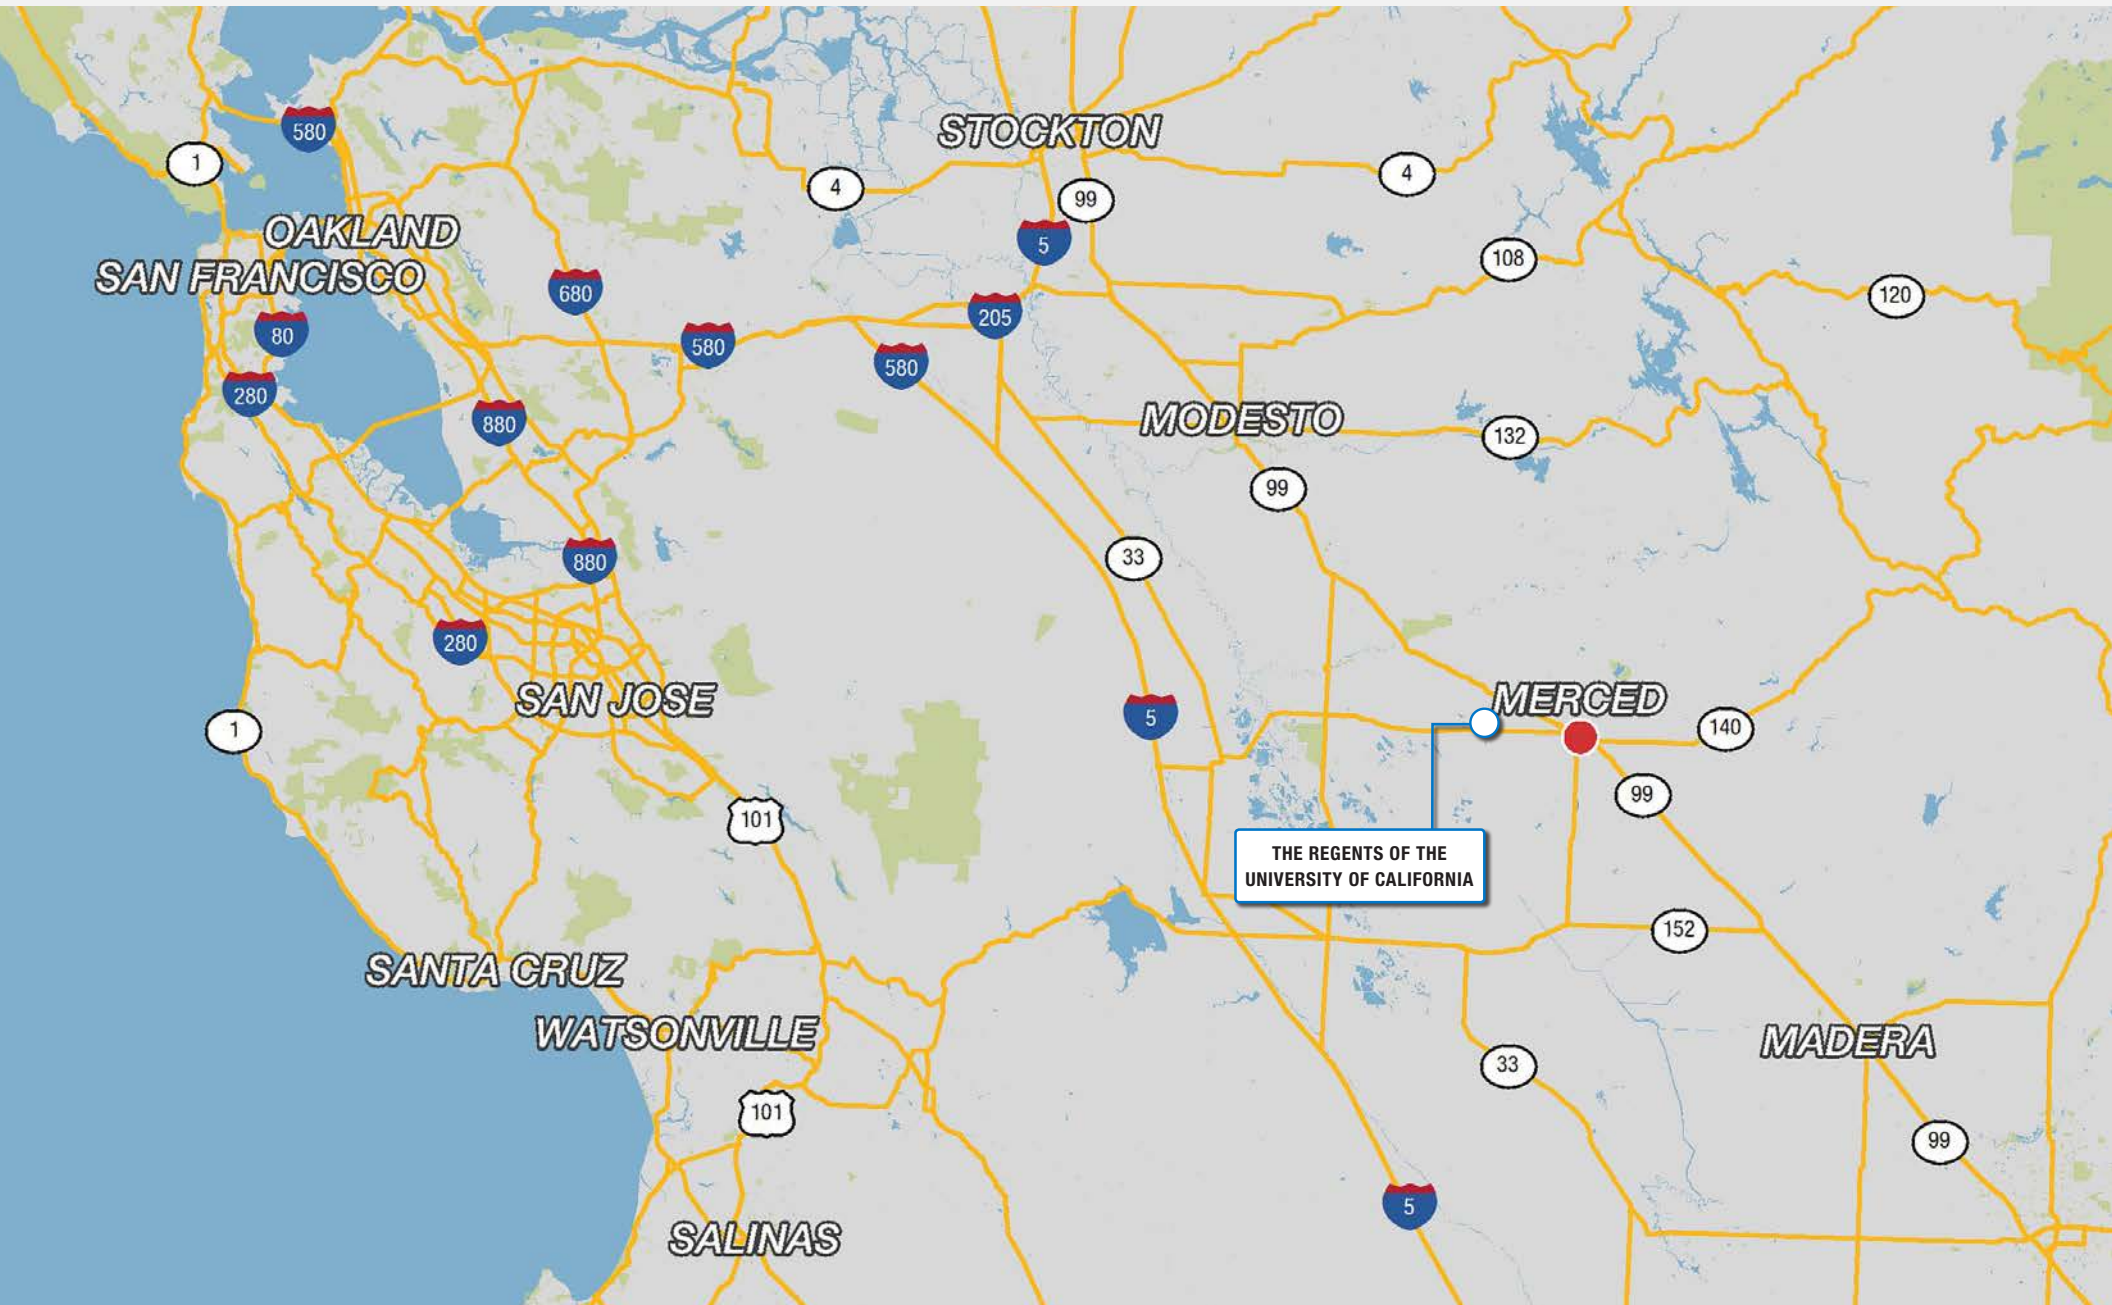 580
1
STOCKTON
4
4
99
OAKLAND
5
108
SAN FRANCISCO
680
120
205
80
580
580
280
MODESTO
880
132
99
880
33
280
SAN JOSE
MERCED
5
1
140
99
101
THE REGENTS OF THE
UNIVERSITY OF CALIFORNIA
152
SANTA CRUZ
WATSONVILLE
MADERA
33
101
99
5
SALINAS